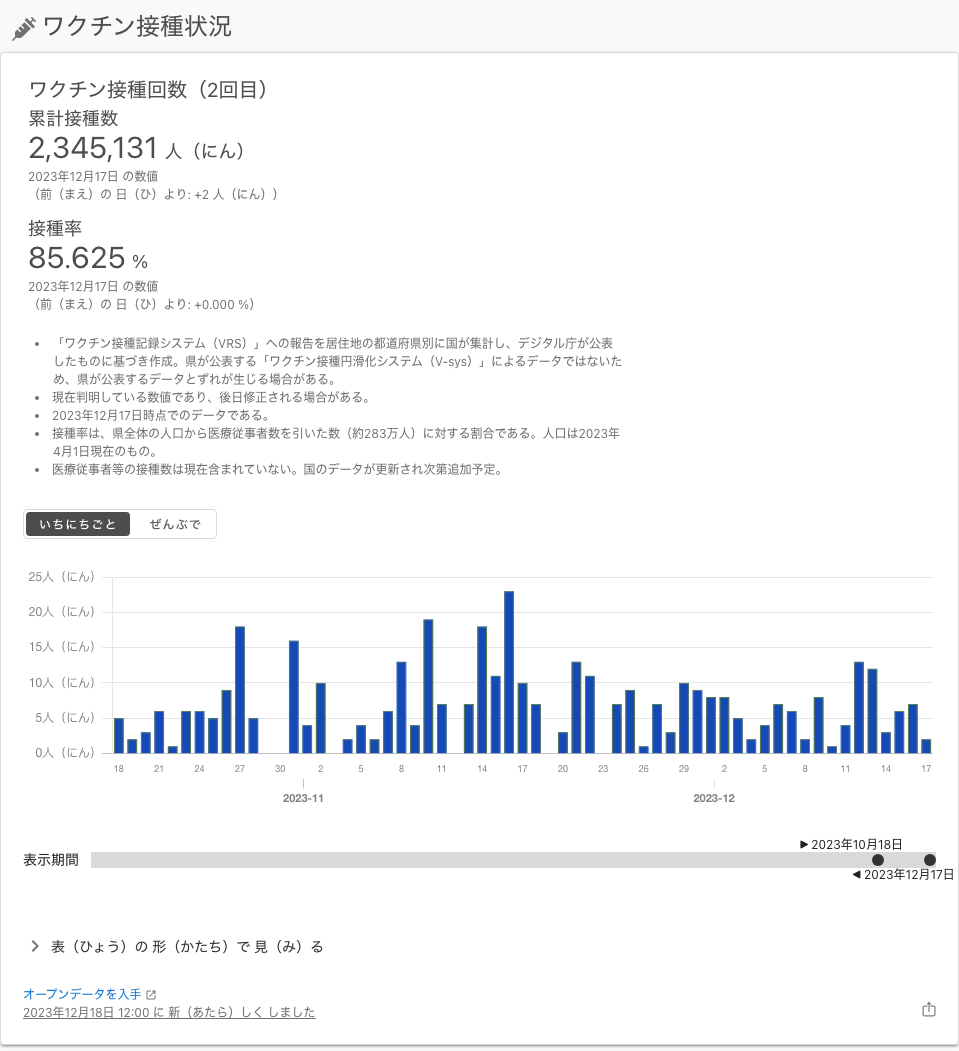 ワクチン接種状況
ワクチン接種回数（2回目）
累計接種数
2,345,131 人（にん）
2023年12月17日 の数値
（前（まえ）の 日（ひ）より: +2 人（にん））
接種率
85.625 %
2023年12月17日 の数値
（前（まえ）の 日（ひ）より: +0.000 %）
• 「ワクチン接種記録システム（VRS）」への報告を居住地の都道府県別に国が集計し、デジタル庁が公表
したものに基づき作成。県が公表する「ワクチン接種円滑化システム（V-sys）」によるデータではないた
め、県が公表するデータとずれが生じる場合がある。
• 現在判明している数値であり、後日修正される場合がある。
• 2023年12月17日時点でのデータである。
• 接種率は、県全体の人口から医療従事者数を引いた数（約283万人）に対する割合である。人口は2023年
4月1日現在のもの。
• 医療従事者等の接種数は現在含まれていない。国のデータが更新され次第追加予定。
いちにちごと ぜんぶで
25人（にん）
20人（にん）
15人（にん）
10人（にん）
5人（にん）
0人（にん）
18 21 24 27 30 2 5 8 11 14 17 20 23 26 29 2 5 8 11 14 17
2023-11 2023-12
▶ 2023年10月18日
表示期間
◀ 2023年12月17日
表（ひょう）の 形（かたち）で 見（み）る
オープンデータを入手
2023年12月18日 12:00 に 新（あたら）しく しました